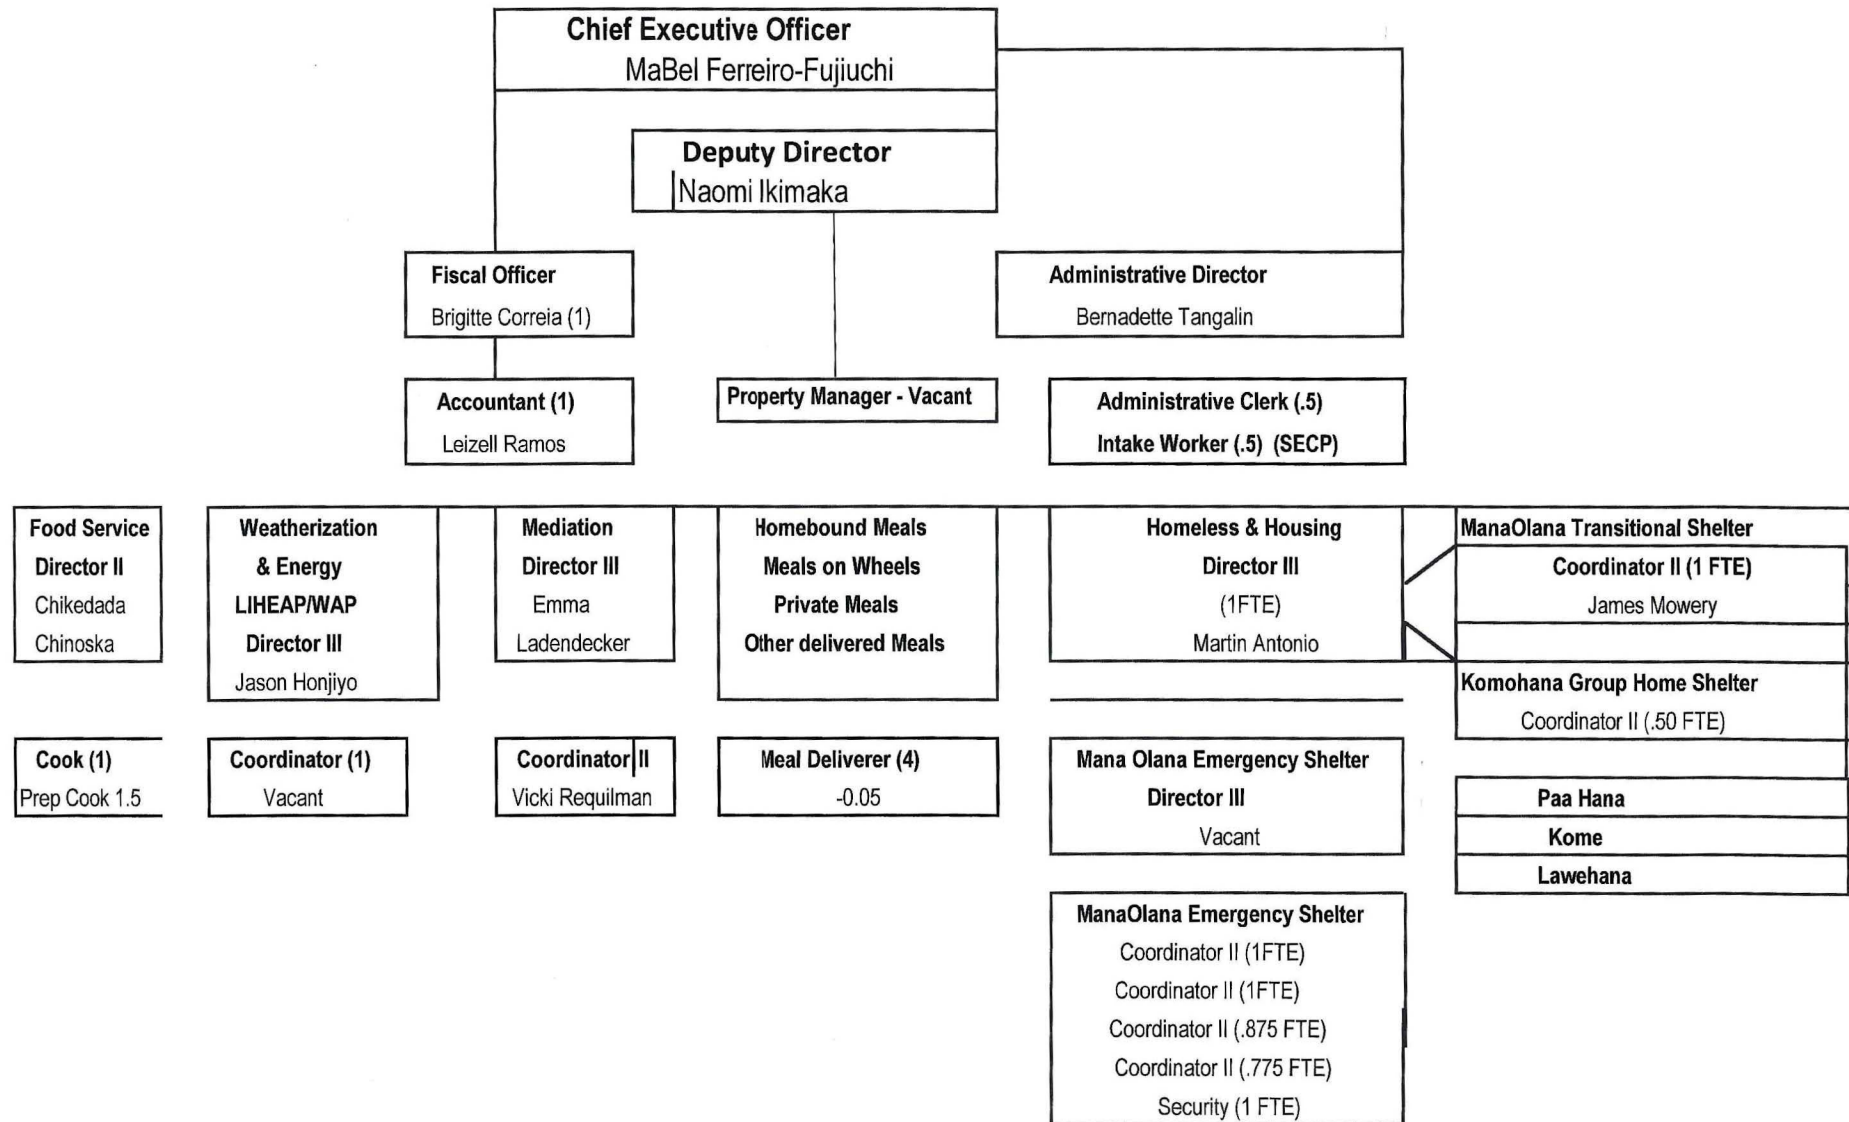 Chief Executive Officer
MaBel Ferreiro-Fujiuchi
Deputy Director
Naomi Ikimaka
Fiscal Officer
Brigitte Correia (1)
Administrative Director
Bernadette Tangalin
Accountant (1)
Leizell Ramos
Property Manager - Vacant
Administrative Clerk (.5)
Intake Worker (.5) (SECP)
Food Service
Director II
Chikedada
Chinoska
Weatherization
& Energy
LIHEAP/WAP
Director III
Jason Honjiyo
Mediation
Director III
Emma
Ladendecker
Homebound Meals
Meals on Wheels
Private Meals
Other delivered Meals
Homeless & Housing
Director III
(1FTE)
Martin Antonio
ManaOlana Transitional Shelter
Coordinator II (1 FTE)
James Mowery
Komohana Group Home Shelter
Coordinator II (.50 FTE)
Cook (1)
Prep Cook 1.5
Coordinator (1)
Vacant
Coordinator II
Vicki Requilman
Meal Deliverer (4)
-0.05
Mana Olana Emergency Shelter
Director III
Vacant
Paa Hana
Kome
Lawehana
ManaOlana Emergency Shelter
Coordinator II (1FTE)
Coordinator II (1FTE)
Coordinator II (.875 FTE)
Coordinator II (.775 FTE)
Security (1 FTE)